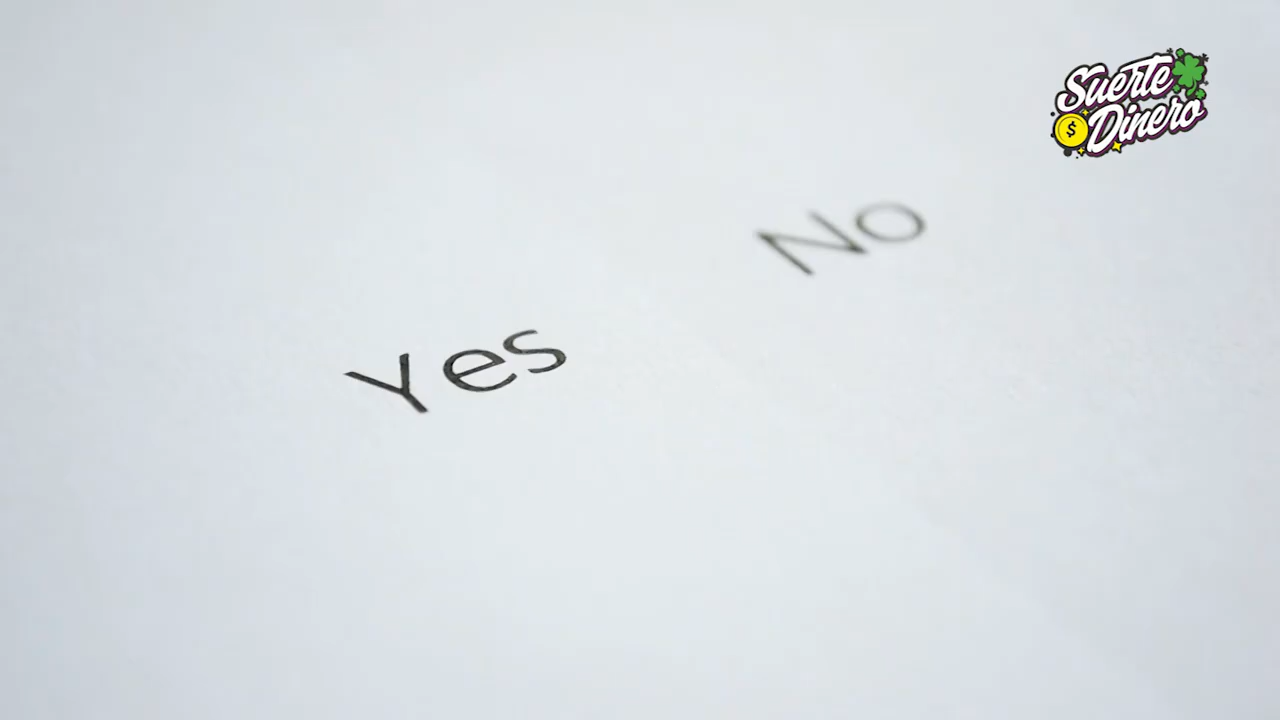 Suerte
Dinero
$
No
Yes